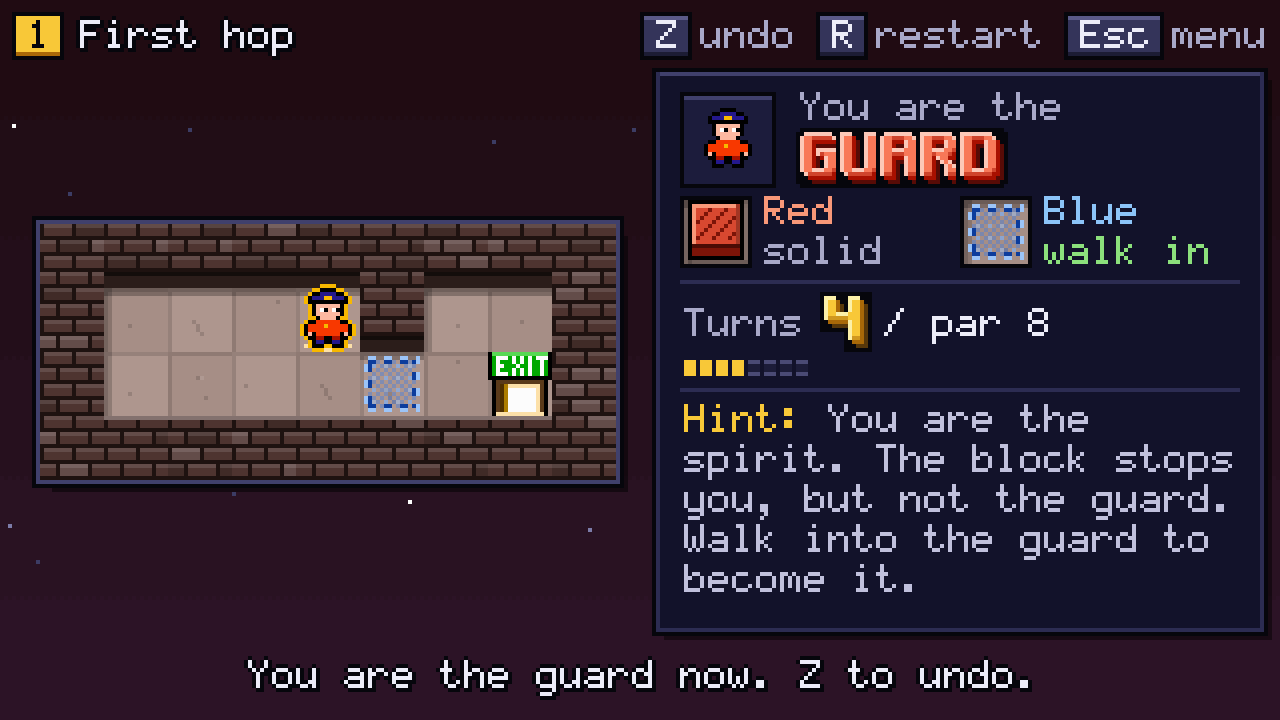 1 First hop
Z undo R restart Esc menu
You are the
GUARD
Red
solid
Blue
walk in
Turns 4 / par 8
EXIT
Hint: You are the
spirit. The block stops
you, but not the guard.
Walk into the guard to
become it.
You are the guard now. Z to undo.